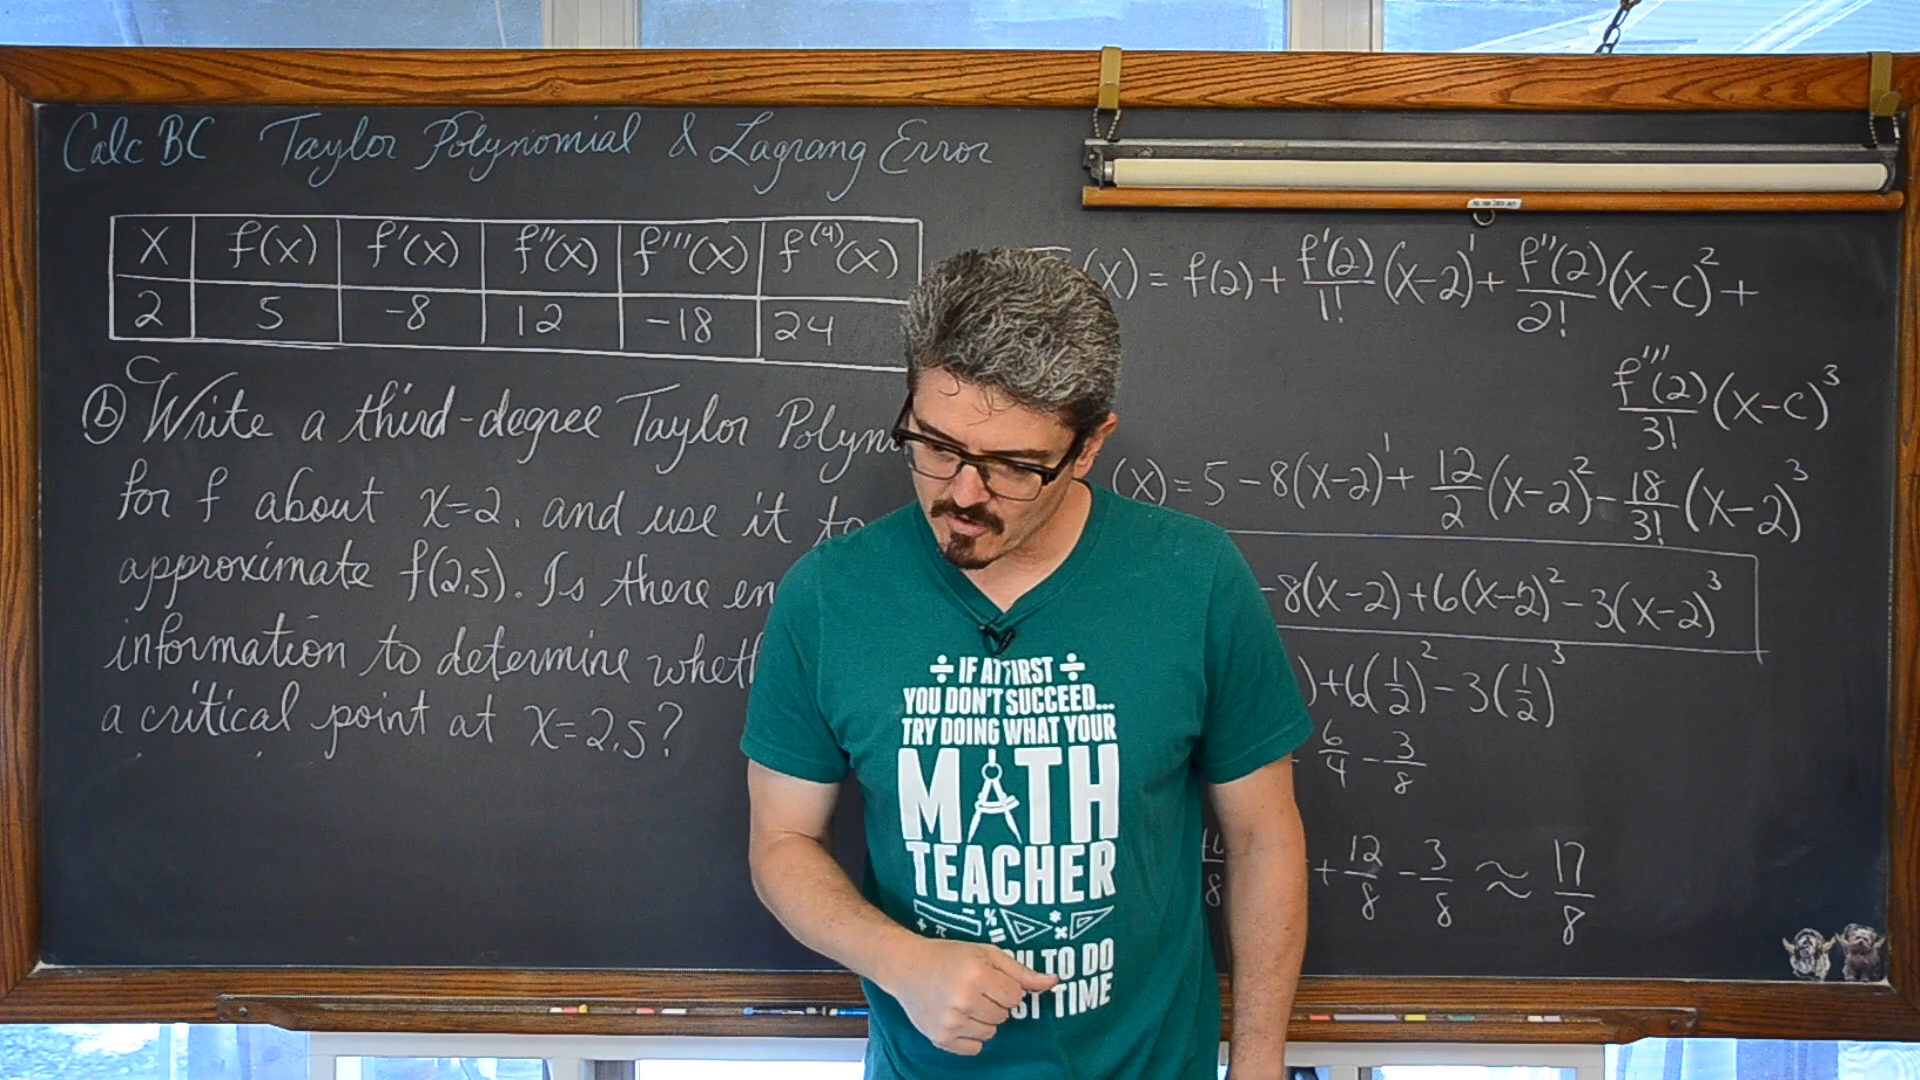 Calc BC Taylor Polynomial & Lagrang Error
x f(x) f'(x) f''(x) f'''(x) f⁽⁴⁾(x)
2 5 -8 12 -18 24
C
ⓑ Write a third-degree Taylor
for f about x=2, and use it to
approximate f(2.5). Is there
information to determine
a critical point at x=2.5?
(x) = f(2) + f'(2)/1! (x-2)¹ + f''(2)/2! (x-c)² +
f'''(2)/3! (x-c)³
(x) = 5 - 8(x-2)¹ + 12/2 (x-2)² - 18/3! (x-2)³
-8(x-2) + 6(x-2)² - 3(x-2)³
) + 6(1/2)² - 3(1/2)³
6/4 - 3/8
+ 12/8 - 3/8 ≈ 17/8
÷ IF AT FIRST ÷
YOU DON'T SUCCEED...
TRY DOING WHAT YOUR
MATH
TEACHER
TO DO
TIME